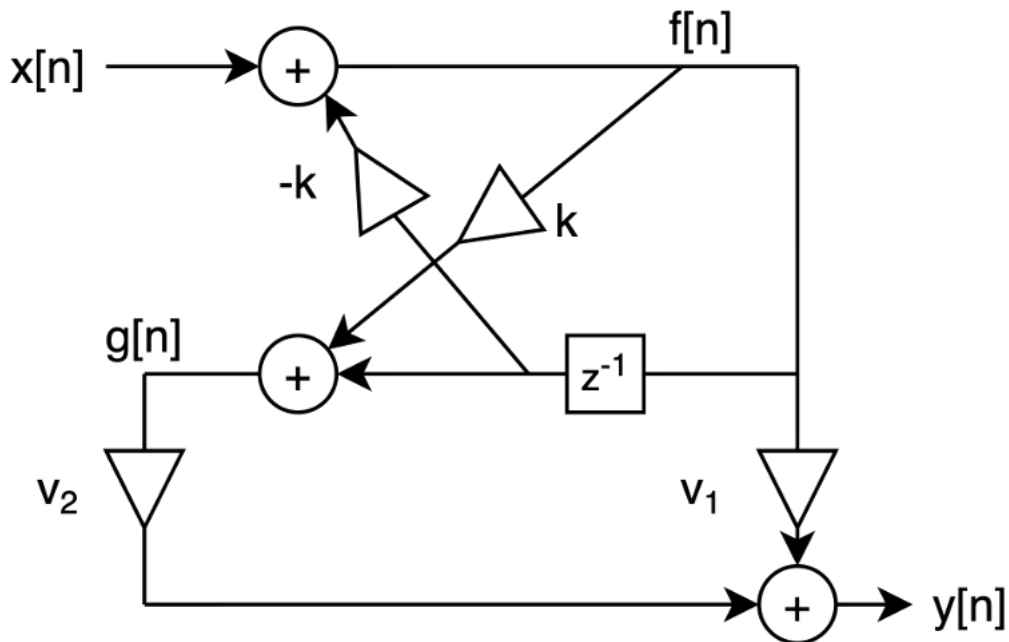 f[n]
x[n]
+
-k
k
g[n]
+
z⁻¹
v₂
v₁
+
y[n]